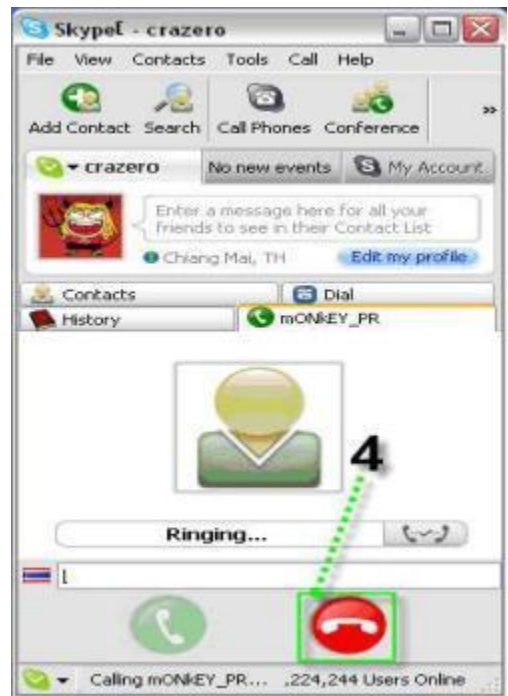 Skype[ - crazero
File View Contacts Tools Call Help
Add Contact Search Call Phones Conference »
crazero No new events My Account
Enter a message here for all your
friends to see in their Contact List
Chiang Mai, TH Edit my profile
Contacts Dial
History mONkEY_PR
4
Ringing...
l
Calling mONkEY_PR... .224,244 Users Online